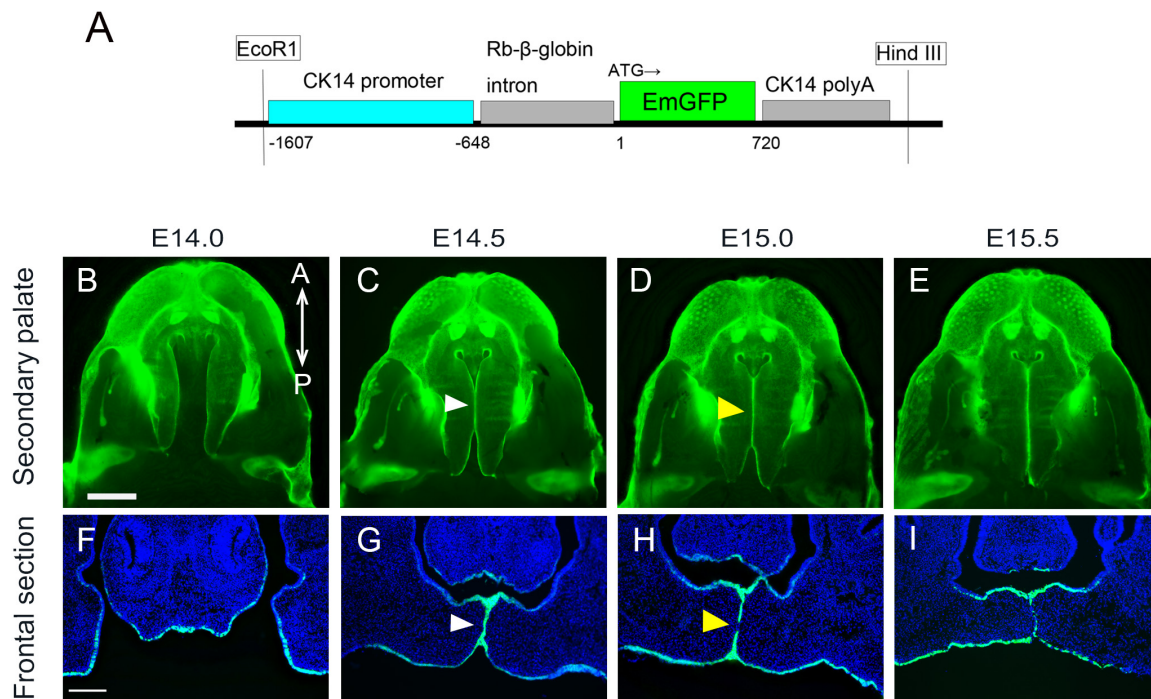 A
EcoR1
Rb-β-globin
Hind III
CK14 promoter
intron
ATG→
EmGFP
CK14 polyA
-1607
-648
1
720
E14.0
E14.5
E15.0
E15.5
Secondary palate
B
A
P
C
D
E
Frontal section
F
G
H
I